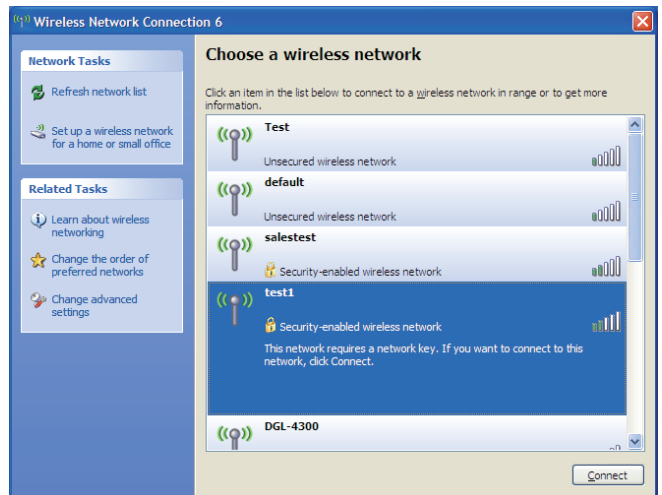 Wireless Network Connection 6
Network Tasks
Refresh network list
Set up a wireless network
for a home or small office
Related Tasks
Learn about wireless
networking
Change the order of
preferred networks
Change advanced
settings
Choose a wireless network
Click an item in the list below to connect to a wireless network in range or to get more
information.
Test
Unsecured wireless network
default
Unsecured wireless network
salestest
Security-enabled wireless network
test1
Security-enabled wireless network
This network requires a network key. If you want to connect to this
network, click Connect.
DGL-4300
Connect